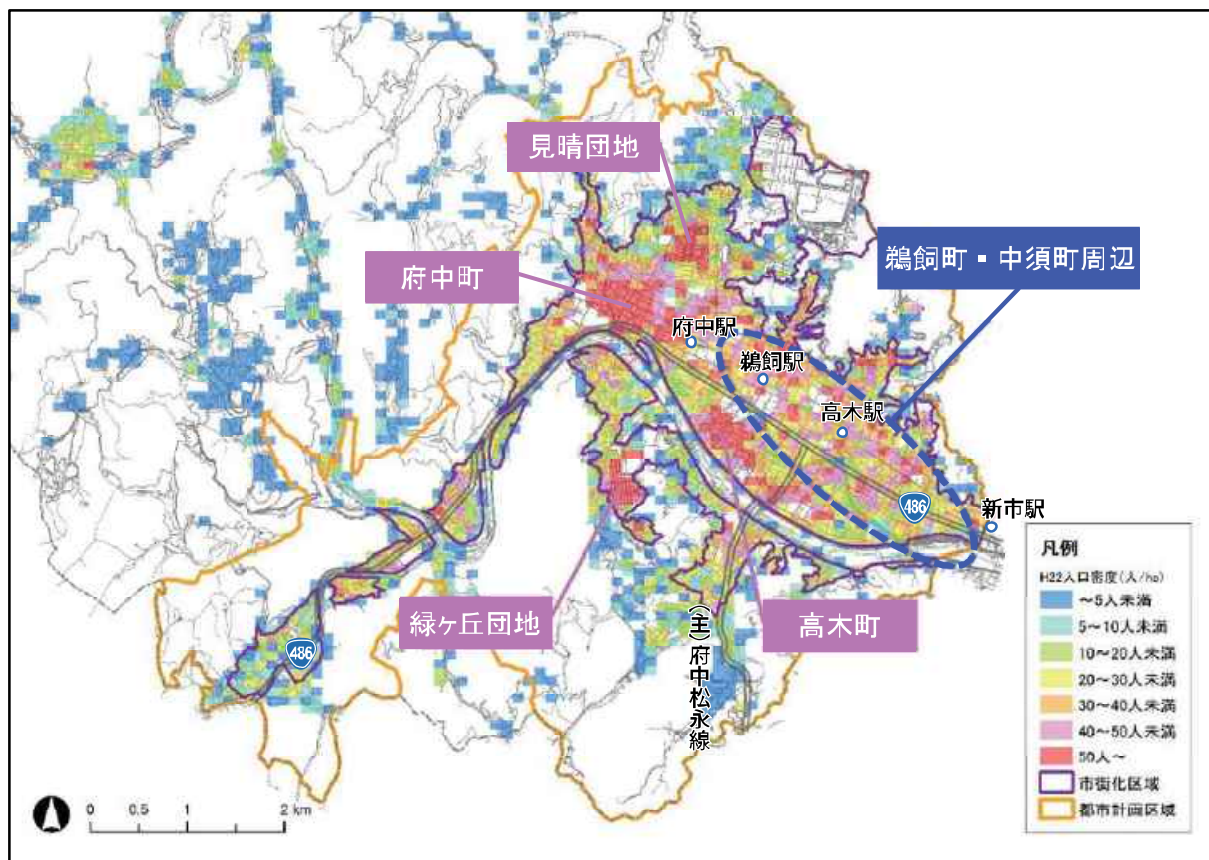 見晴団地
鵜飼町・中須町周辺
府中町
府中駅
鵜飼駅
高木駅
486
新市駅
緑ヶ丘団地
高木町
486
(主)府中松永線
凡例
H22人口密度(人/ha)
～5人未満
5～10人未満
10～20人未満
20～30人未満
30～40人未満
40～50人未満
50人～
市街化区域
都市計画区域
0 0.5 1 2 km